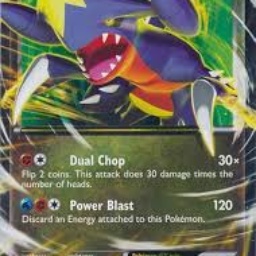 Dual Chop 30×
Flip 2 coins. This attack does 30 damage times the
number of heads.
Power Blast 120
Discard an Energy attached to this Pokémon.